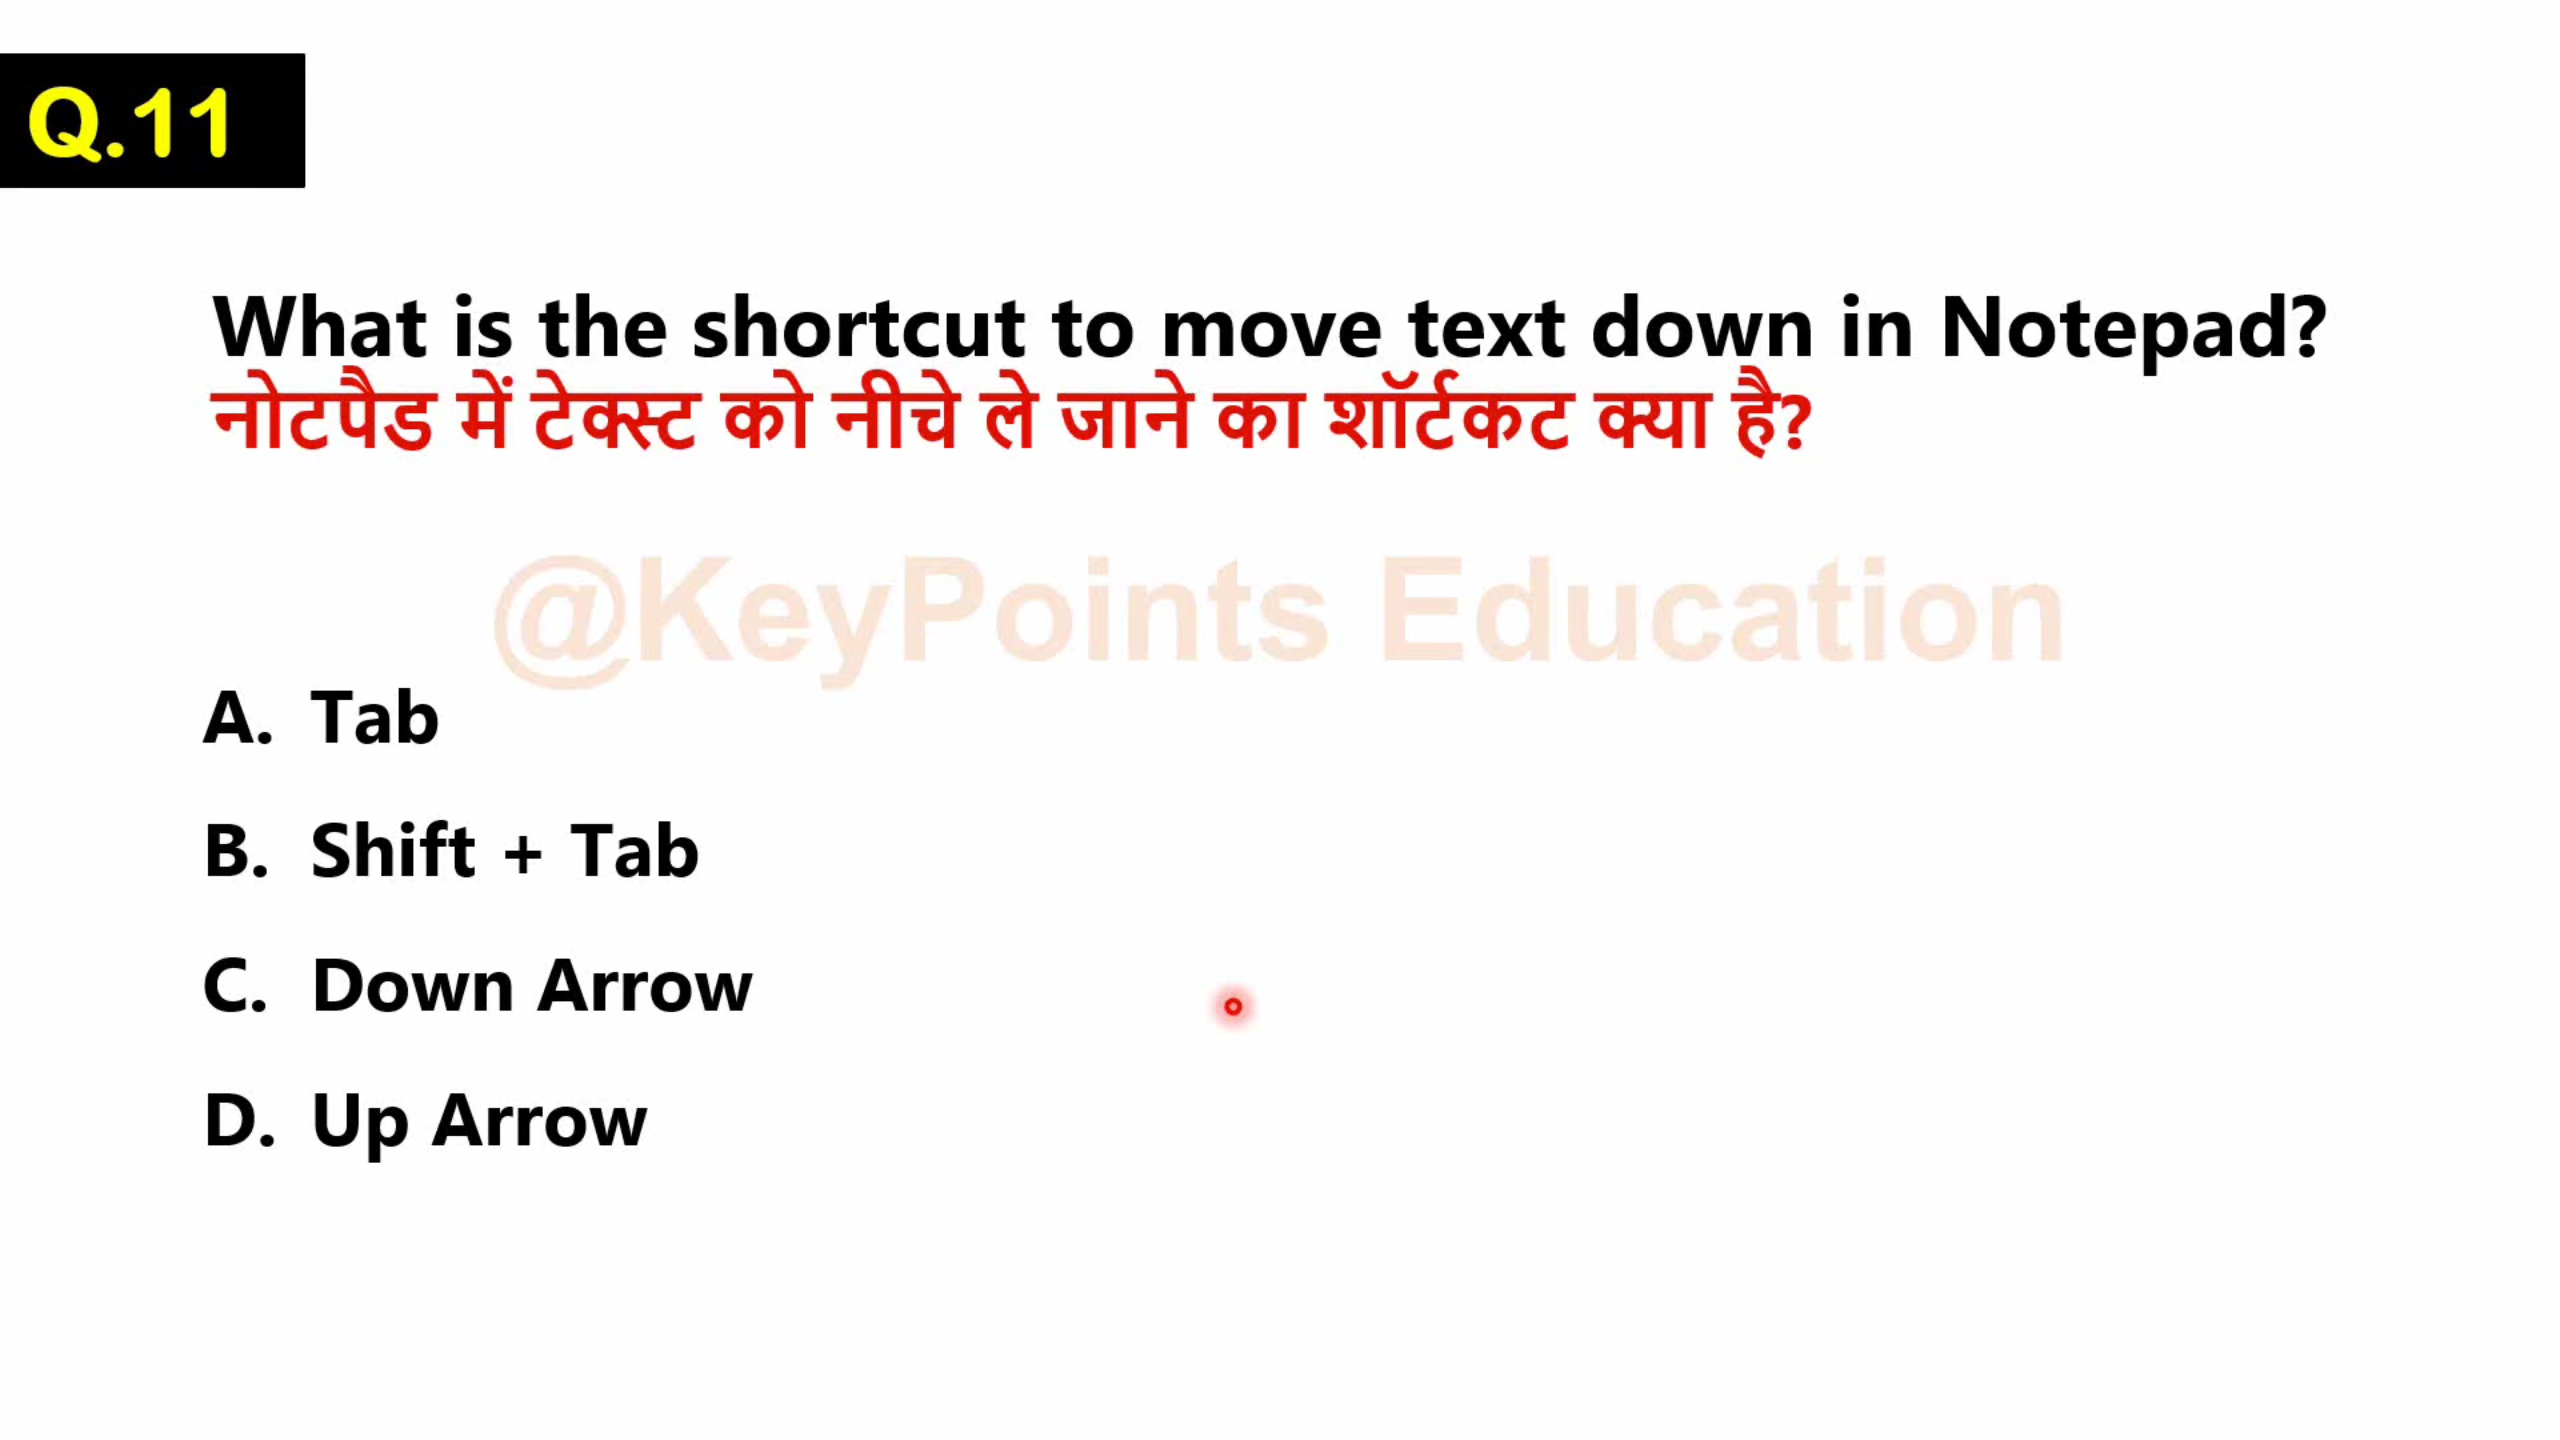 Q.11
What is the shortcut to move text down in Notepad?
नोटपैड में टेक्स्ट को नीचे ले जाने का शॉर्टकट क्या है?
@KeyPoints Education
A. Tab
B. Shift + Tab
C. Down Arrow
D. Up Arrow